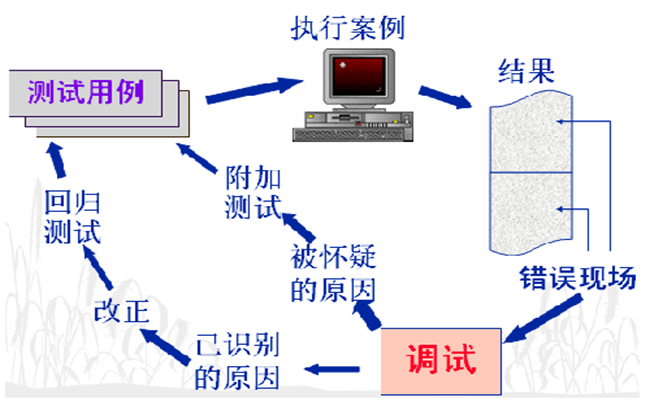 执行案例
结果
测试用例
附加
测试
回归
测试
被怀疑
的原因
错误现场
改正
已识别
的原因
调试